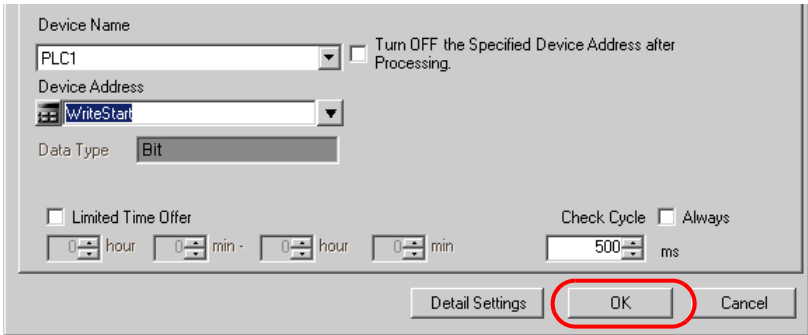 Device Name
PLC1
Turn OFF the Specified Device Address after
Processing.
Device Address
WriteStart
Data Type Bit
Limited Time Offer Check Cycle Always
0 hour 0 min - 0 hour 0 min 500 ms
Detail Settings OK Cancel